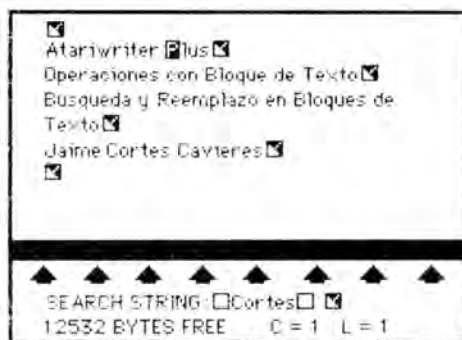 Atariwriter Plus
Operaciones con Bloque de Texto
Busqueda y Reemplazo en Bloques de
Texto
Jaime Cortes Cavieres
SEARCH STRING: Cortes
12532 BYTES FREE C = 1 L = 1